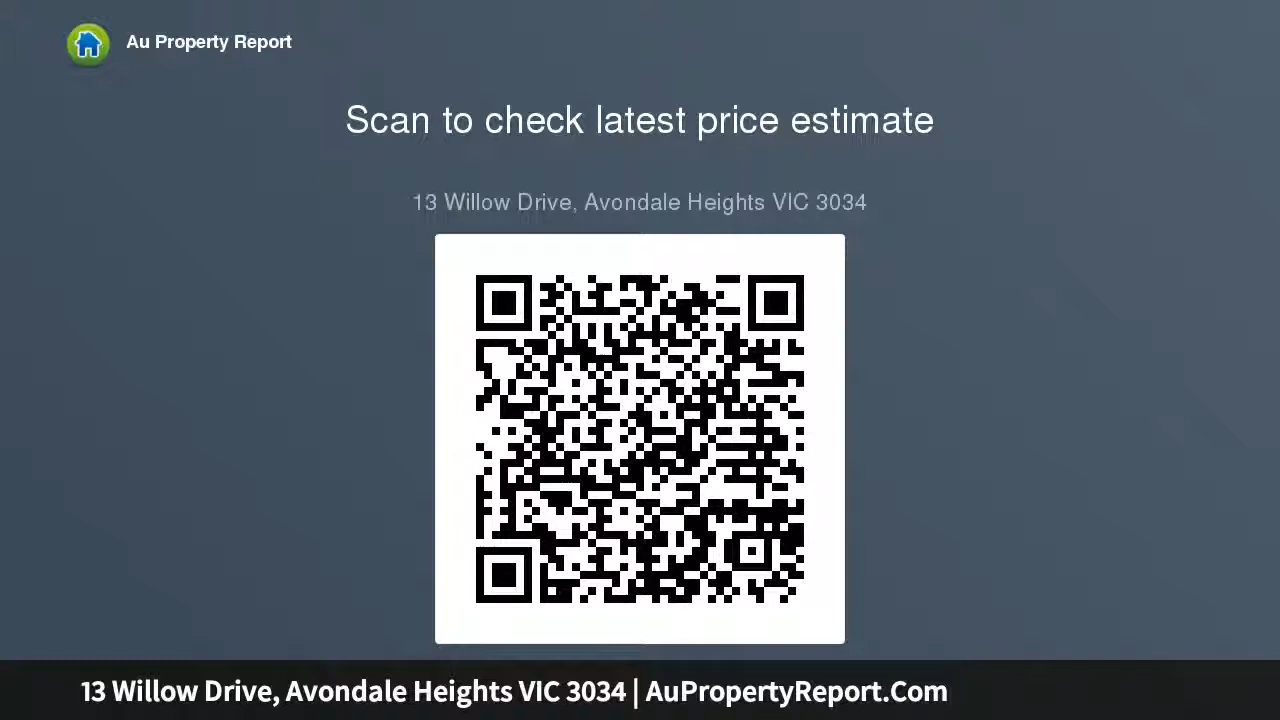 Au Property Report
Scan to check latest price estimate
13 Willow Drive, Avondale Heights VIC 3034
13 Willow Drive, Avondale Heights VIC 3034 | AuPropertyReport.Com